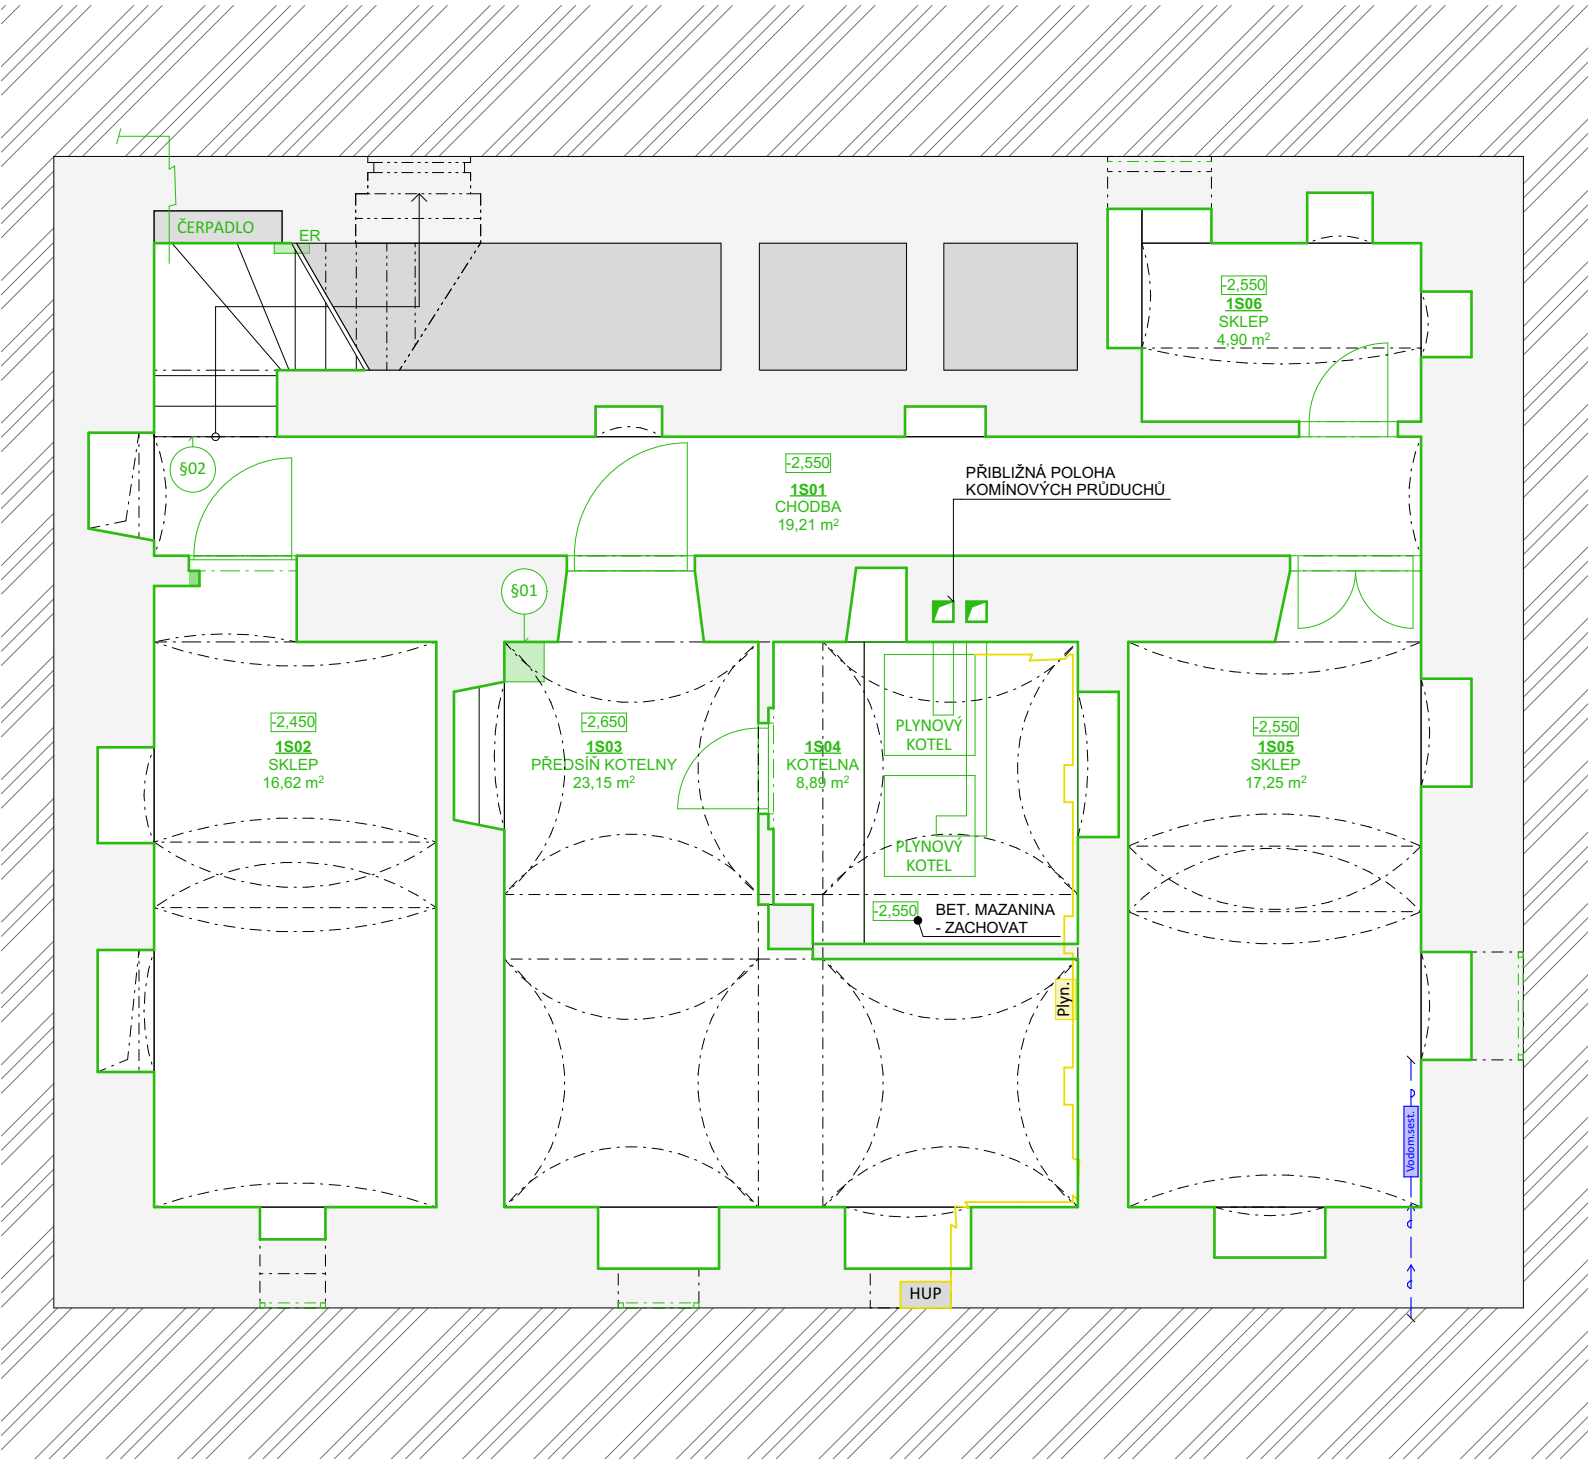 ČERPADLO
ER
-2,550
1S06
SKLEP
4,90 m²
§02
-2,550
1S01
CHODBA
19,21 m²
PŘIBLIŽNÁ POLOHA
KOMÍNOVÝCH PRŮDUCHŮ
§01
-2,450
1S02
SKLEP
16,62 m²
-2,650
1S03
PŘEDSÍŇ KOTELNY
23,15 m²
1S04
KOTELNA
8,89 m²
PLYNOVÝ
KOTEL
PLYNOVÝ
KOTEL
-2,550
1S05
SKLEP
17,25 m²
-2,550
BET. MAZANINA
- ZACHOVAT
Plyn.
Vodom.sest.
HUP